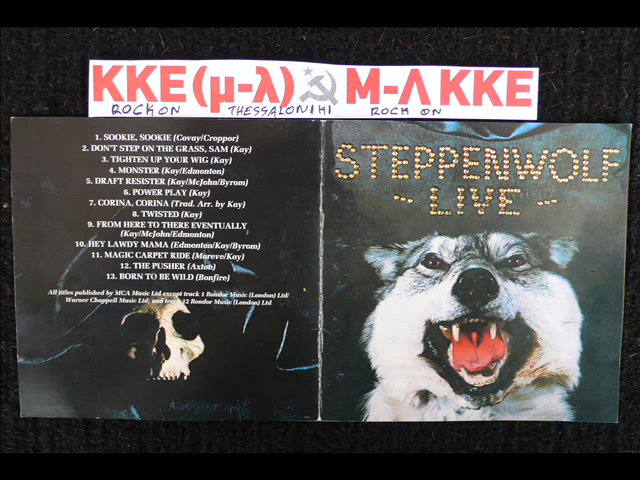 ΚΚΕ (μ-λ) Μ-Λ ΚΚΕ
ROCK ON THESSALONIKI ROCK ON
1. SOOKIE, SOOKIE (Covay/Croppor)
2. DON'T STEP ON THE GRASS, SAM (Kay)
3. TIGHTEN UP YOUR WIG (Kay)
4. MONSTER (Kay/Edmonton)
5. DRAFT RESISTER (Kay/McJohn/Byrom)
6. POWER PLAY (Kay)
7. CORINA, CORINA (Trad. Arr. by Kay)
8. TWISTED (Kay)
9. FROM HERE TO THERE EVENTUALLY
(Kay/McJohn/Edmonton)
10. HEY LAWDY MAMA (Edmonton/Kay/Byrom)
11. MAGIC CARPET RIDE (Moreve/Kay)
12. THE PUSHER (Axton)
13. BORN TO BE WILD (Bonfire)
All titles published by MCA Music Ltd except track 1 Rondor Music (London) Ltd/
Warner Chappell Music Ltd; and track 12 Rondor Music (London) Ltd
STEPPENWOLF
- LIVE -